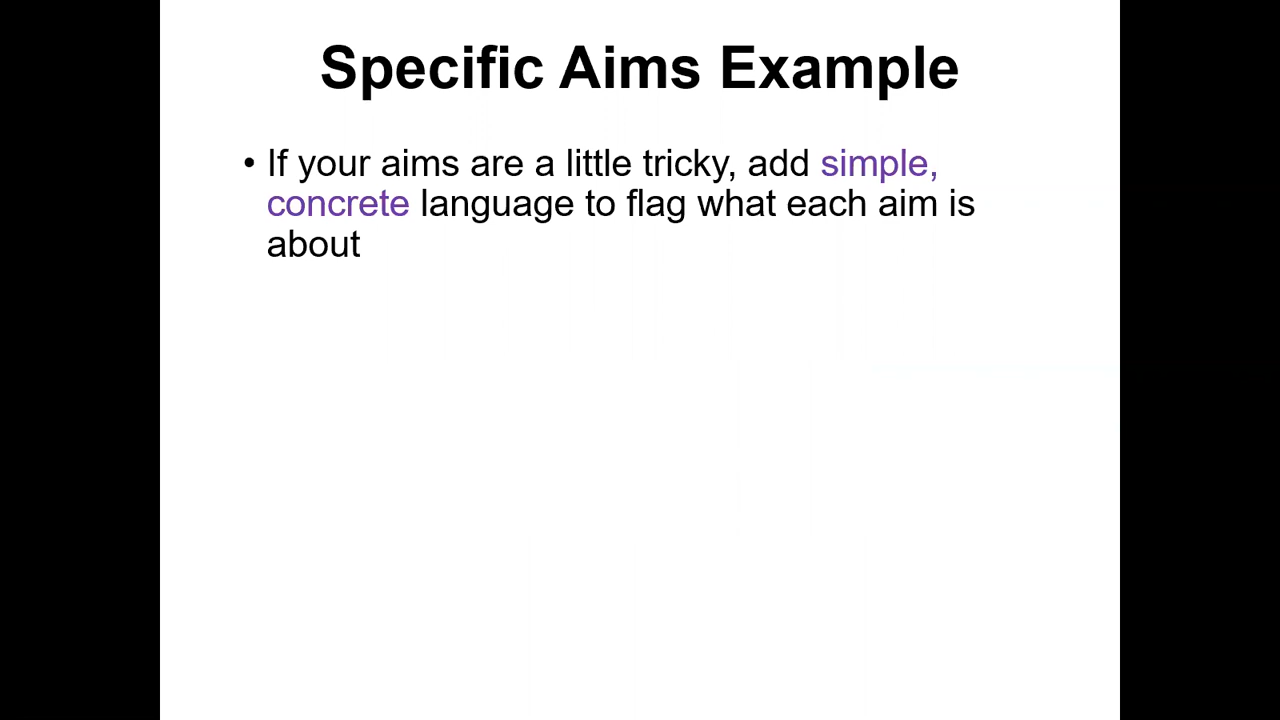 Specific Aims Example
• If your aims are a little tricky, add simple,
concrete language to flag what each aim is
about